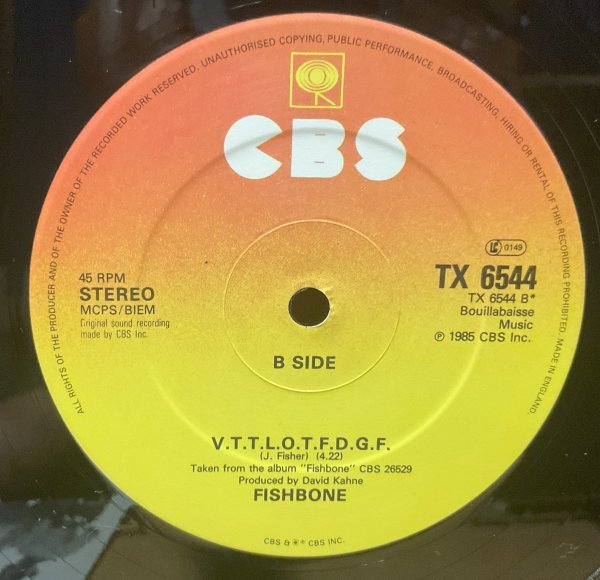 ALL RIGHTS OF THE PRODUCER AND OF THE OWNER OF THE RECORDED WORK RESERVED. UNAUTHORISED COPYING, PUBLIC PERFORMANCE, BROADCASTING, HIRING OR RENTAL OF THIS RECORDING PROHIBITED. MADE IN ENGLAND.
CBS
LC 0149
45 RPM
STEREO
MCPS/BIEM
Original sound recording
made by CBS Inc.
TX 6544
TX 6544 B*
Bouillabaisse
Music
℗ 1985 CBS Inc.
B SIDE
V.T.T.L.O.T.F.D.G.F.
(J. Fisher) (4.22)
Taken from the album "Fishbone" CBS 26529
Produced by David Kahne
FISHBONE
CBS & ⦿* CBS INC.